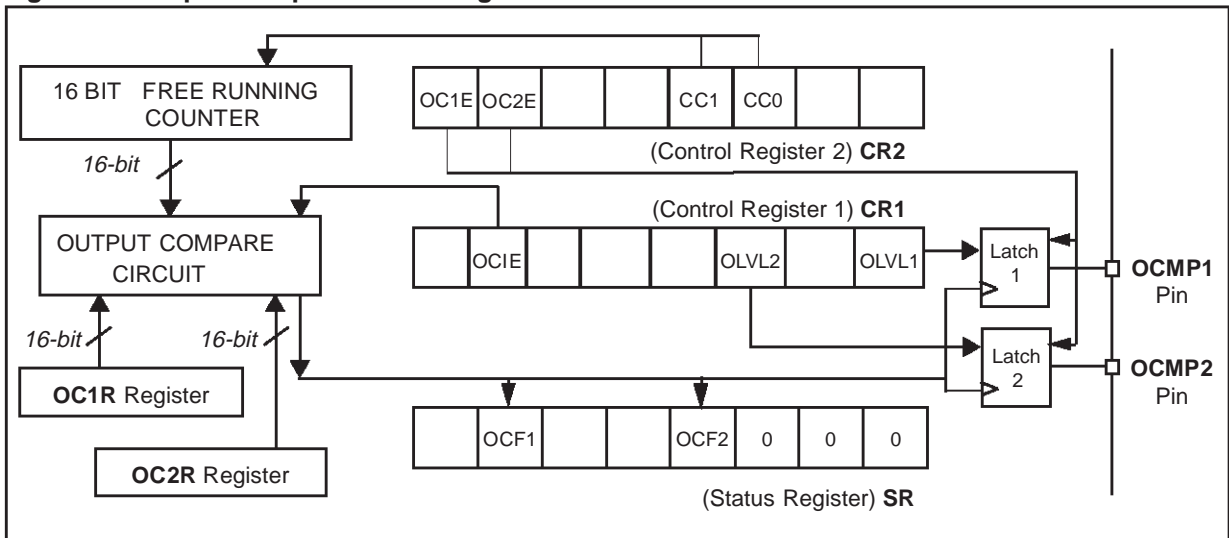 16 BIT FREE RUNNING
COUNTER
OC1E OC2E CC1 CC0
(Control Register 2) CR2
16-bit
(Control Register 1) CR1
OUTPUT COMPARE
CIRCUIT
OCIE OLVL2 OLVL1
Latch
1
OCMP1
Pin
16-bit 16-bit
Latch
2
OCMP2
Pin
OC1R Register
OCF1 OCF2 0 0 0
OC2R Register
(Status Register) SR